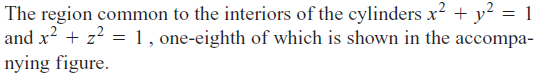 The region common to the interiors of the cylinders x² + y² = 1
and x² + z² = 1 , one-eighth of which is shown in the accompa-
nying figure.